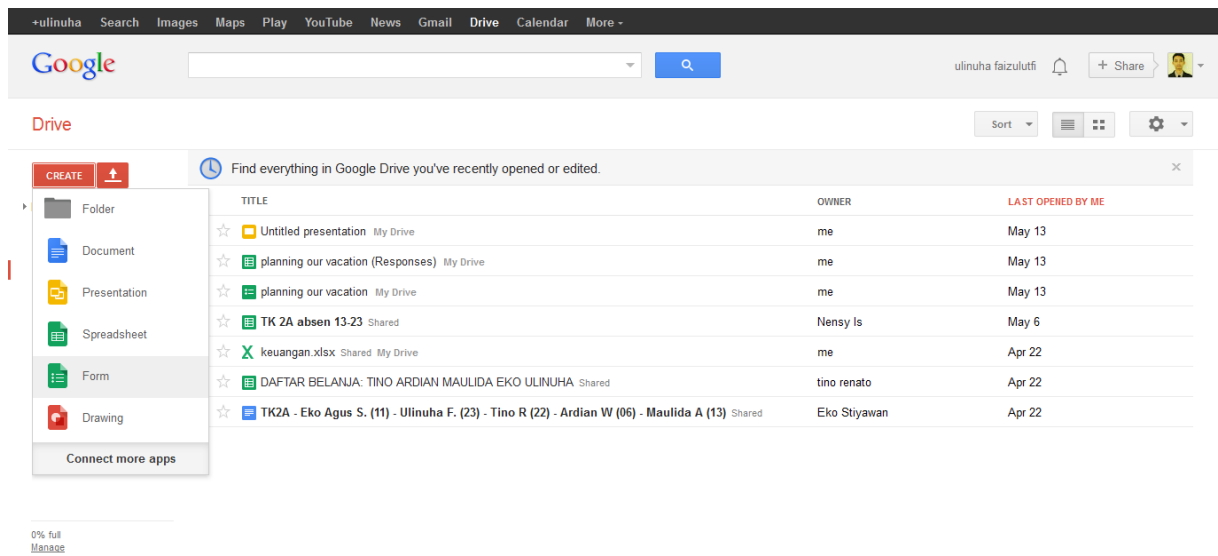 +ulinuha Search Images Maps Play YouTube News Gmail Drive Calendar More
Google
ulinuha faizulutfi + Share
Drive
Sort
CREATE
Find everything in Google Drive you've recently opened or edited.
Folder
Document
Presentation
Spreadsheet
Form
Drawing
Connect more apps
TITLE OWNER LAST OPENED BY ME
Untitled presentation My Drive me May 13
planning our vacation (Responses) My Drive me May 13
planning our vacation My Drive me May 13
TK 2A absen 13-23 Shared Nensy Is May 6
keuangan.xlsx Shared My Drive me Apr 22
DAFTAR BELANJA: TINO ARDIAN MAULIDA EKO ULINUHA Shared tino renato Apr 22
TK2A - Eko Agus S. (11) - Ulinuha F. (23) - Tino R (22) - Ardian W (06) - Maulida A (13) Shared Eko Stiyawan Apr 22
0% full
Manage